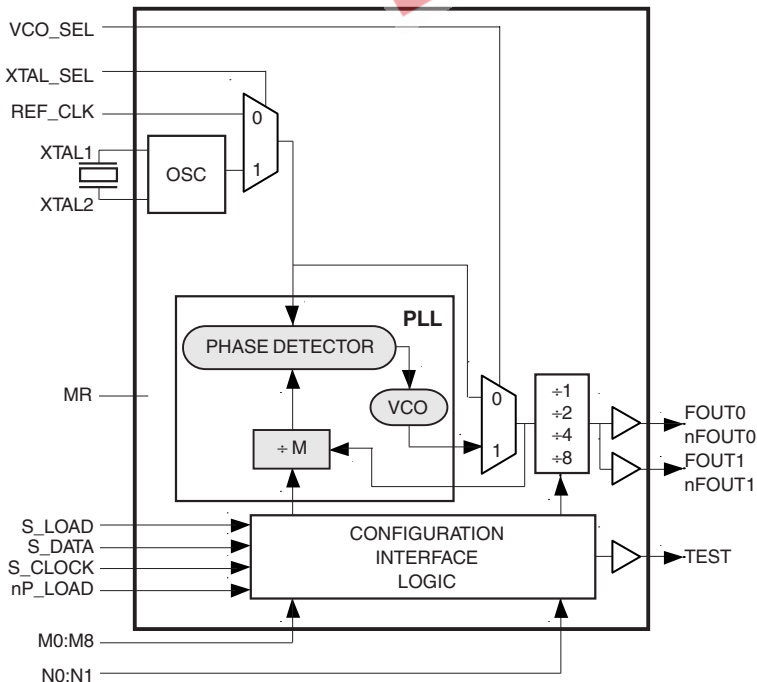 VCO_SEL
XTAL_SEL
REF_CLK
0
XTAL1
OSC
1
XTAL2
PLL
PHASE DETECTOR
MR
VCO
0
÷1
÷2
÷4
÷8
FOUT0
nFOUT0
÷ M
1
FOUT1
nFOUT1
S_LOAD
S_DATA
S_CLOCK
nP_LOAD
CONFIGURATION
INTERFACE
LOGIC
TEST
M0:M8
N0:N1